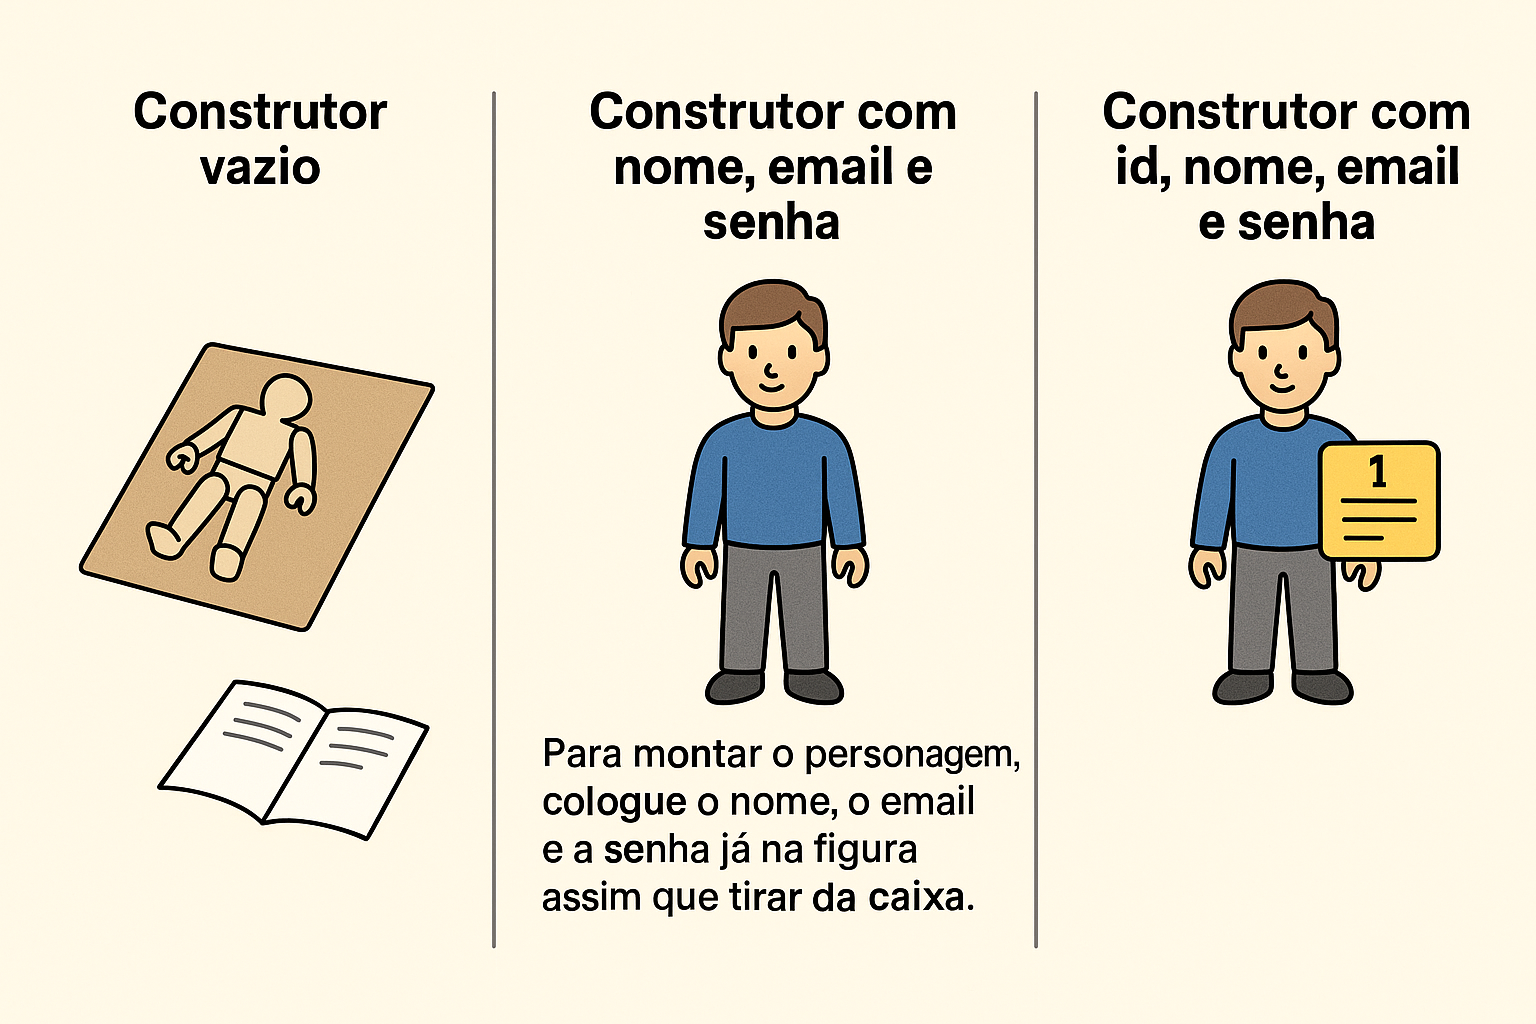 Construtor
vazio
Construtor com
nome, email e
senha
Para montar o personagem,
cologue o nome, o email
e a senha já na figura
assim que tirar da caixa.
Construtor com
id, nome, email
e senha
1